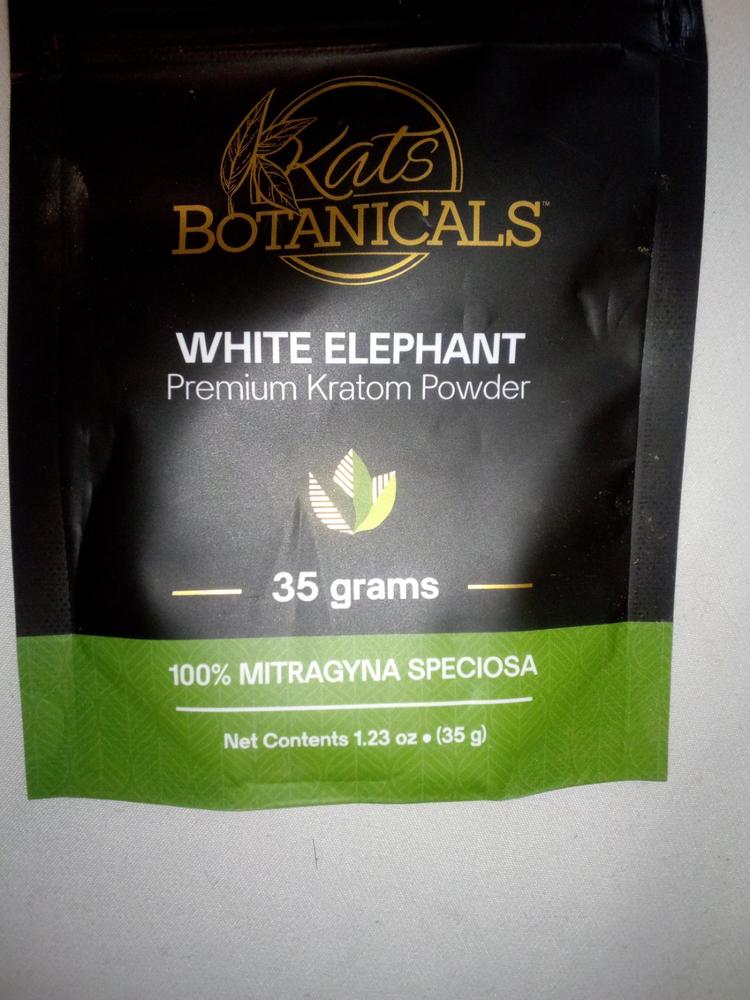 Kats
BOTANICALS™
WHITE ELEPHANT
Premium Kratom Powder
35 grams
100% MITRAGYNA SPECIOSA
Net Contents 1.23 oz • (35 g)